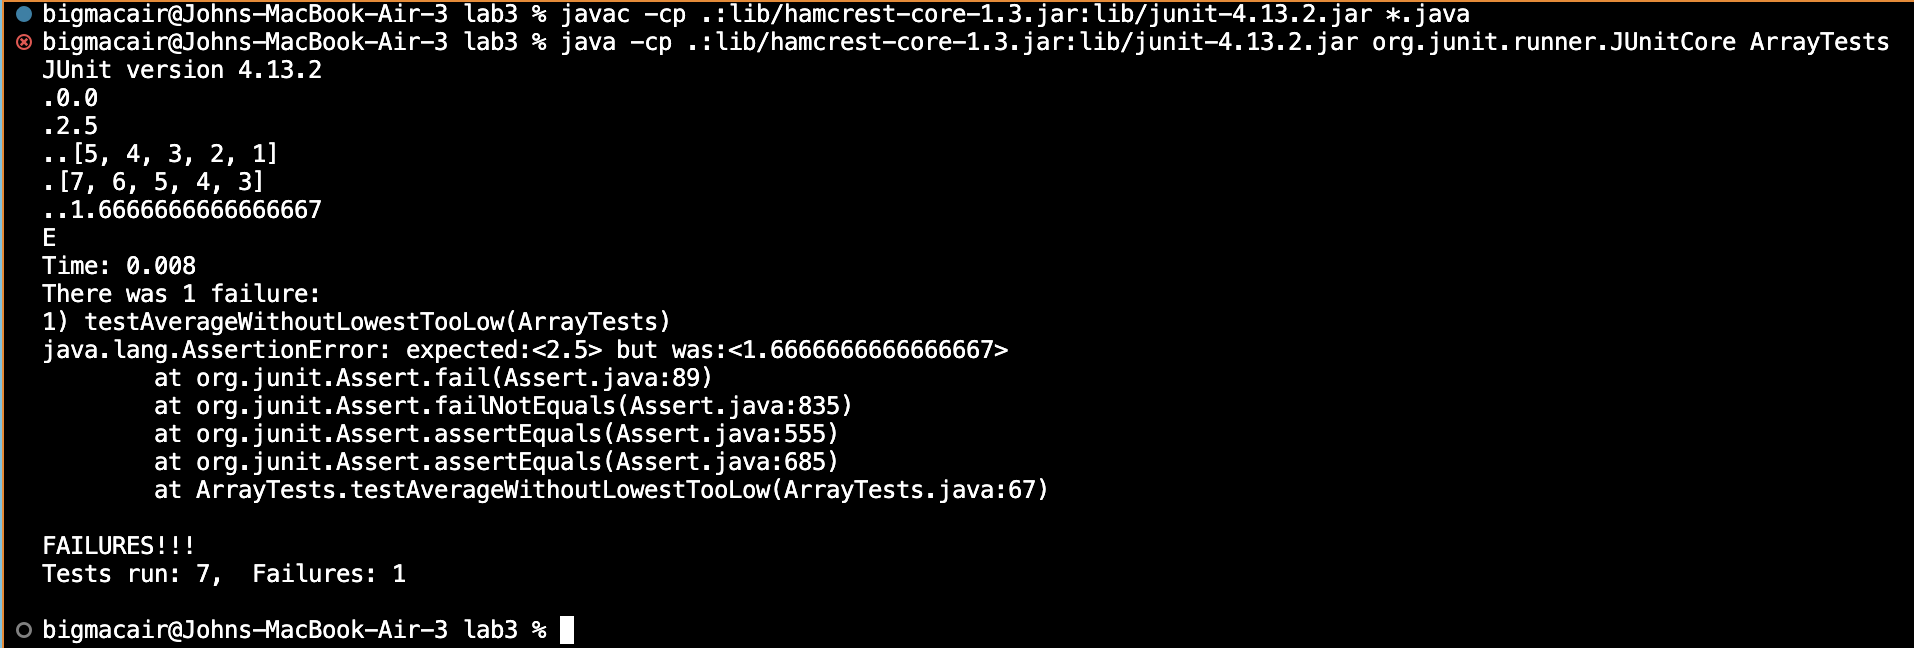 bigmacair@Johns-MacBook-Air-3 lab3 % javac -cp .:lib/hamcrest-core-1.3.jar:lib/junit-4.13.2.jar *.java
bigmacair@Johns-MacBook-Air-3 lab3 % java -cp .:lib/hamcrest-core-1.3.jar:lib/junit-4.13.2.jar org.junit.runner.JUnitCore ArrayTests
JUnit version 4.13.2
.0.0
.2.5
..[5, 4, 3, 2, 1]
.[7, 6, 5, 4, 3]
..1.6666666666666667
E
Time: 0.008
There was 1 failure:
1) testAverageWithoutLowestTooLow(ArrayTests)
java.lang.AssertionError: expected:<2.5> but was:<1.6666666666666667>
        at org.junit.Assert.fail(Assert.java:89)
        at org.junit.Assert.failNotEquals(Assert.java:835)
        at org.junit.Assert.assertEquals(Assert.java:555)
        at org.junit.Assert.assertEquals(Assert.java:685)
        at ArrayTests.testAverageWithoutLowestTooLow(ArrayTests.java:67)
FAILURES!!!
Tests run: 7,  Failures: 1
bigmacair@Johns-MacBook-Air-3 lab3 %